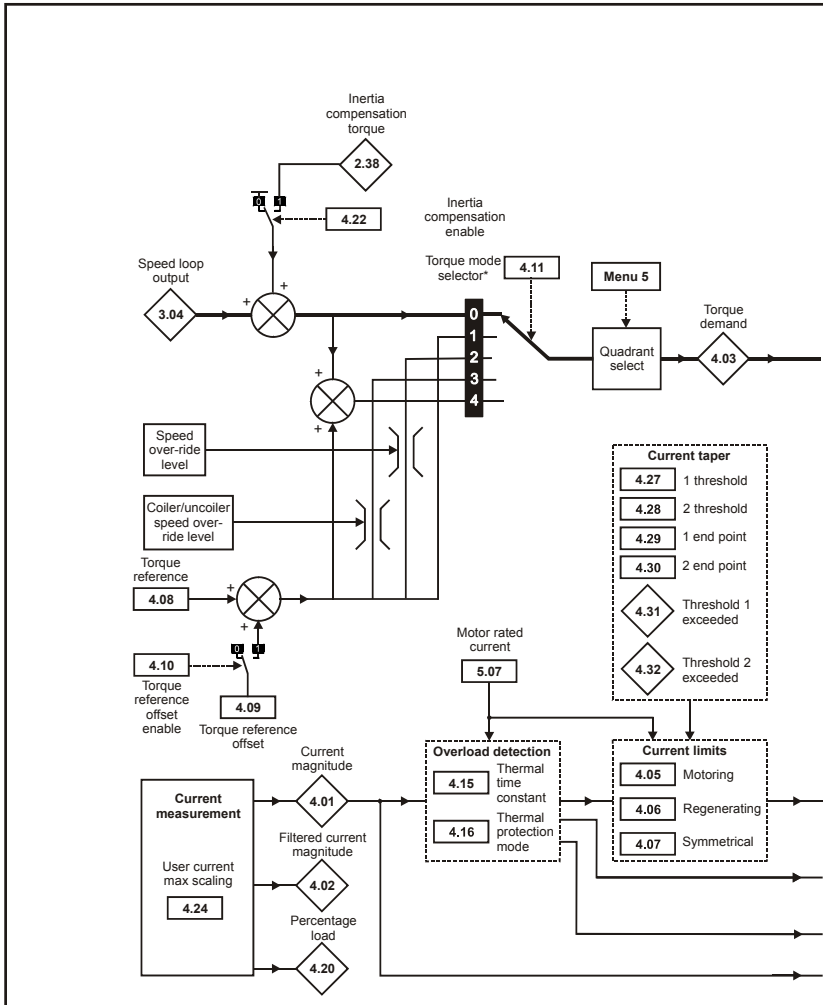 Inertia
compensation
torque
2.38
0 1
4.22
Inertia
compensation
enable
Speed loop
output
3.04
+
+
Torque mode
selector*
4.11
Menu 5
0
1
2
3
4
Quadrant
select
Torque
demand
4.03
+
+
Speed
over-ride
level
Coiler/uncoiler
speed over-
ride level
Torque
reference
4.08
+
+
0 1
4.10
Torque
reference
offset
enable
4.09
Torque reference
offset
Current taper
4.27 1 threshold
4.28 2 threshold
4.29 1 end point
4.30 2 end point
4.31 Threshold 1
exceeded
4.32 Threshold 2
exceeded
Motor rated
current
5.07
Current
measurement
User current
max scaling
4.24
Current
magnitude
4.01
Filtered current
magnitude
4.02
Percentage
load
4.20
Overload detection
4.15 Thermal
time
constant
4.16 Thermal
protection
mode
Current limits
4.05 Motoring
4.06 Regenerating
4.07 Symmetrical